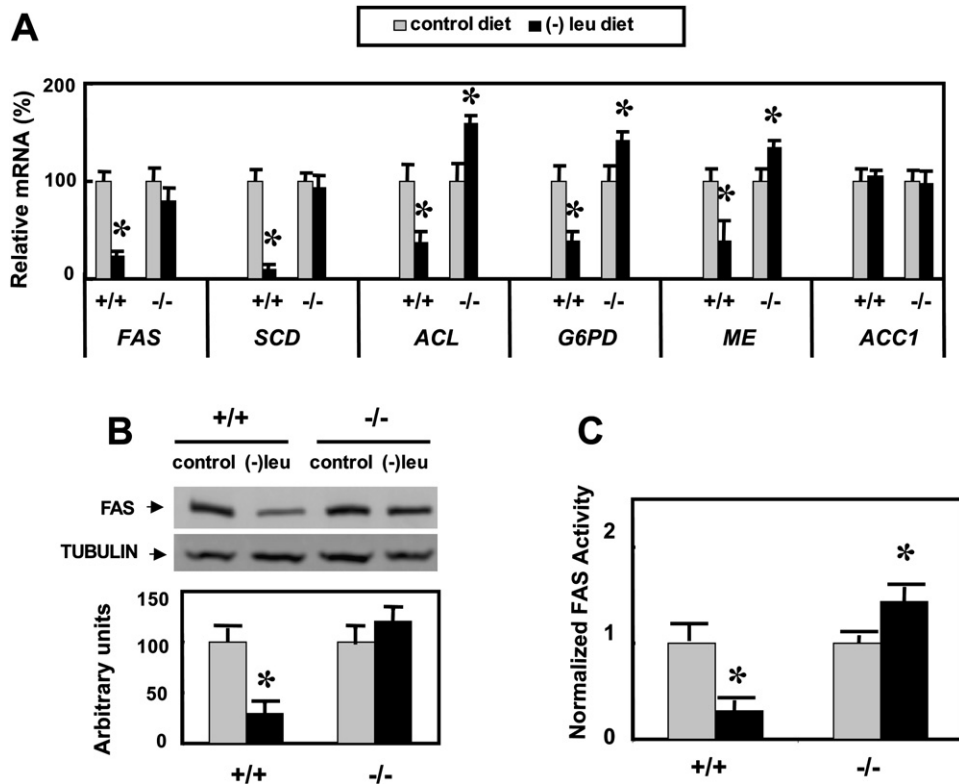 control diet (-) leu diet
A
Relative mRNA (%)
200
100
0
* * * * * * * *
+/+ -/- +/+ -/- +/+ -/- +/+ -/- +/+ -/- +/+ -/-
FAS SCD ACL G6PD ME ACC1
B
+/+ -/-
control (-)leu control (-)leu
FAS
TUBULIN
Arbitrary units
150
100
50
0
*
+/+ -/-
C
Normalized FAS Activity
2
1
0
* *
+/+ -/-